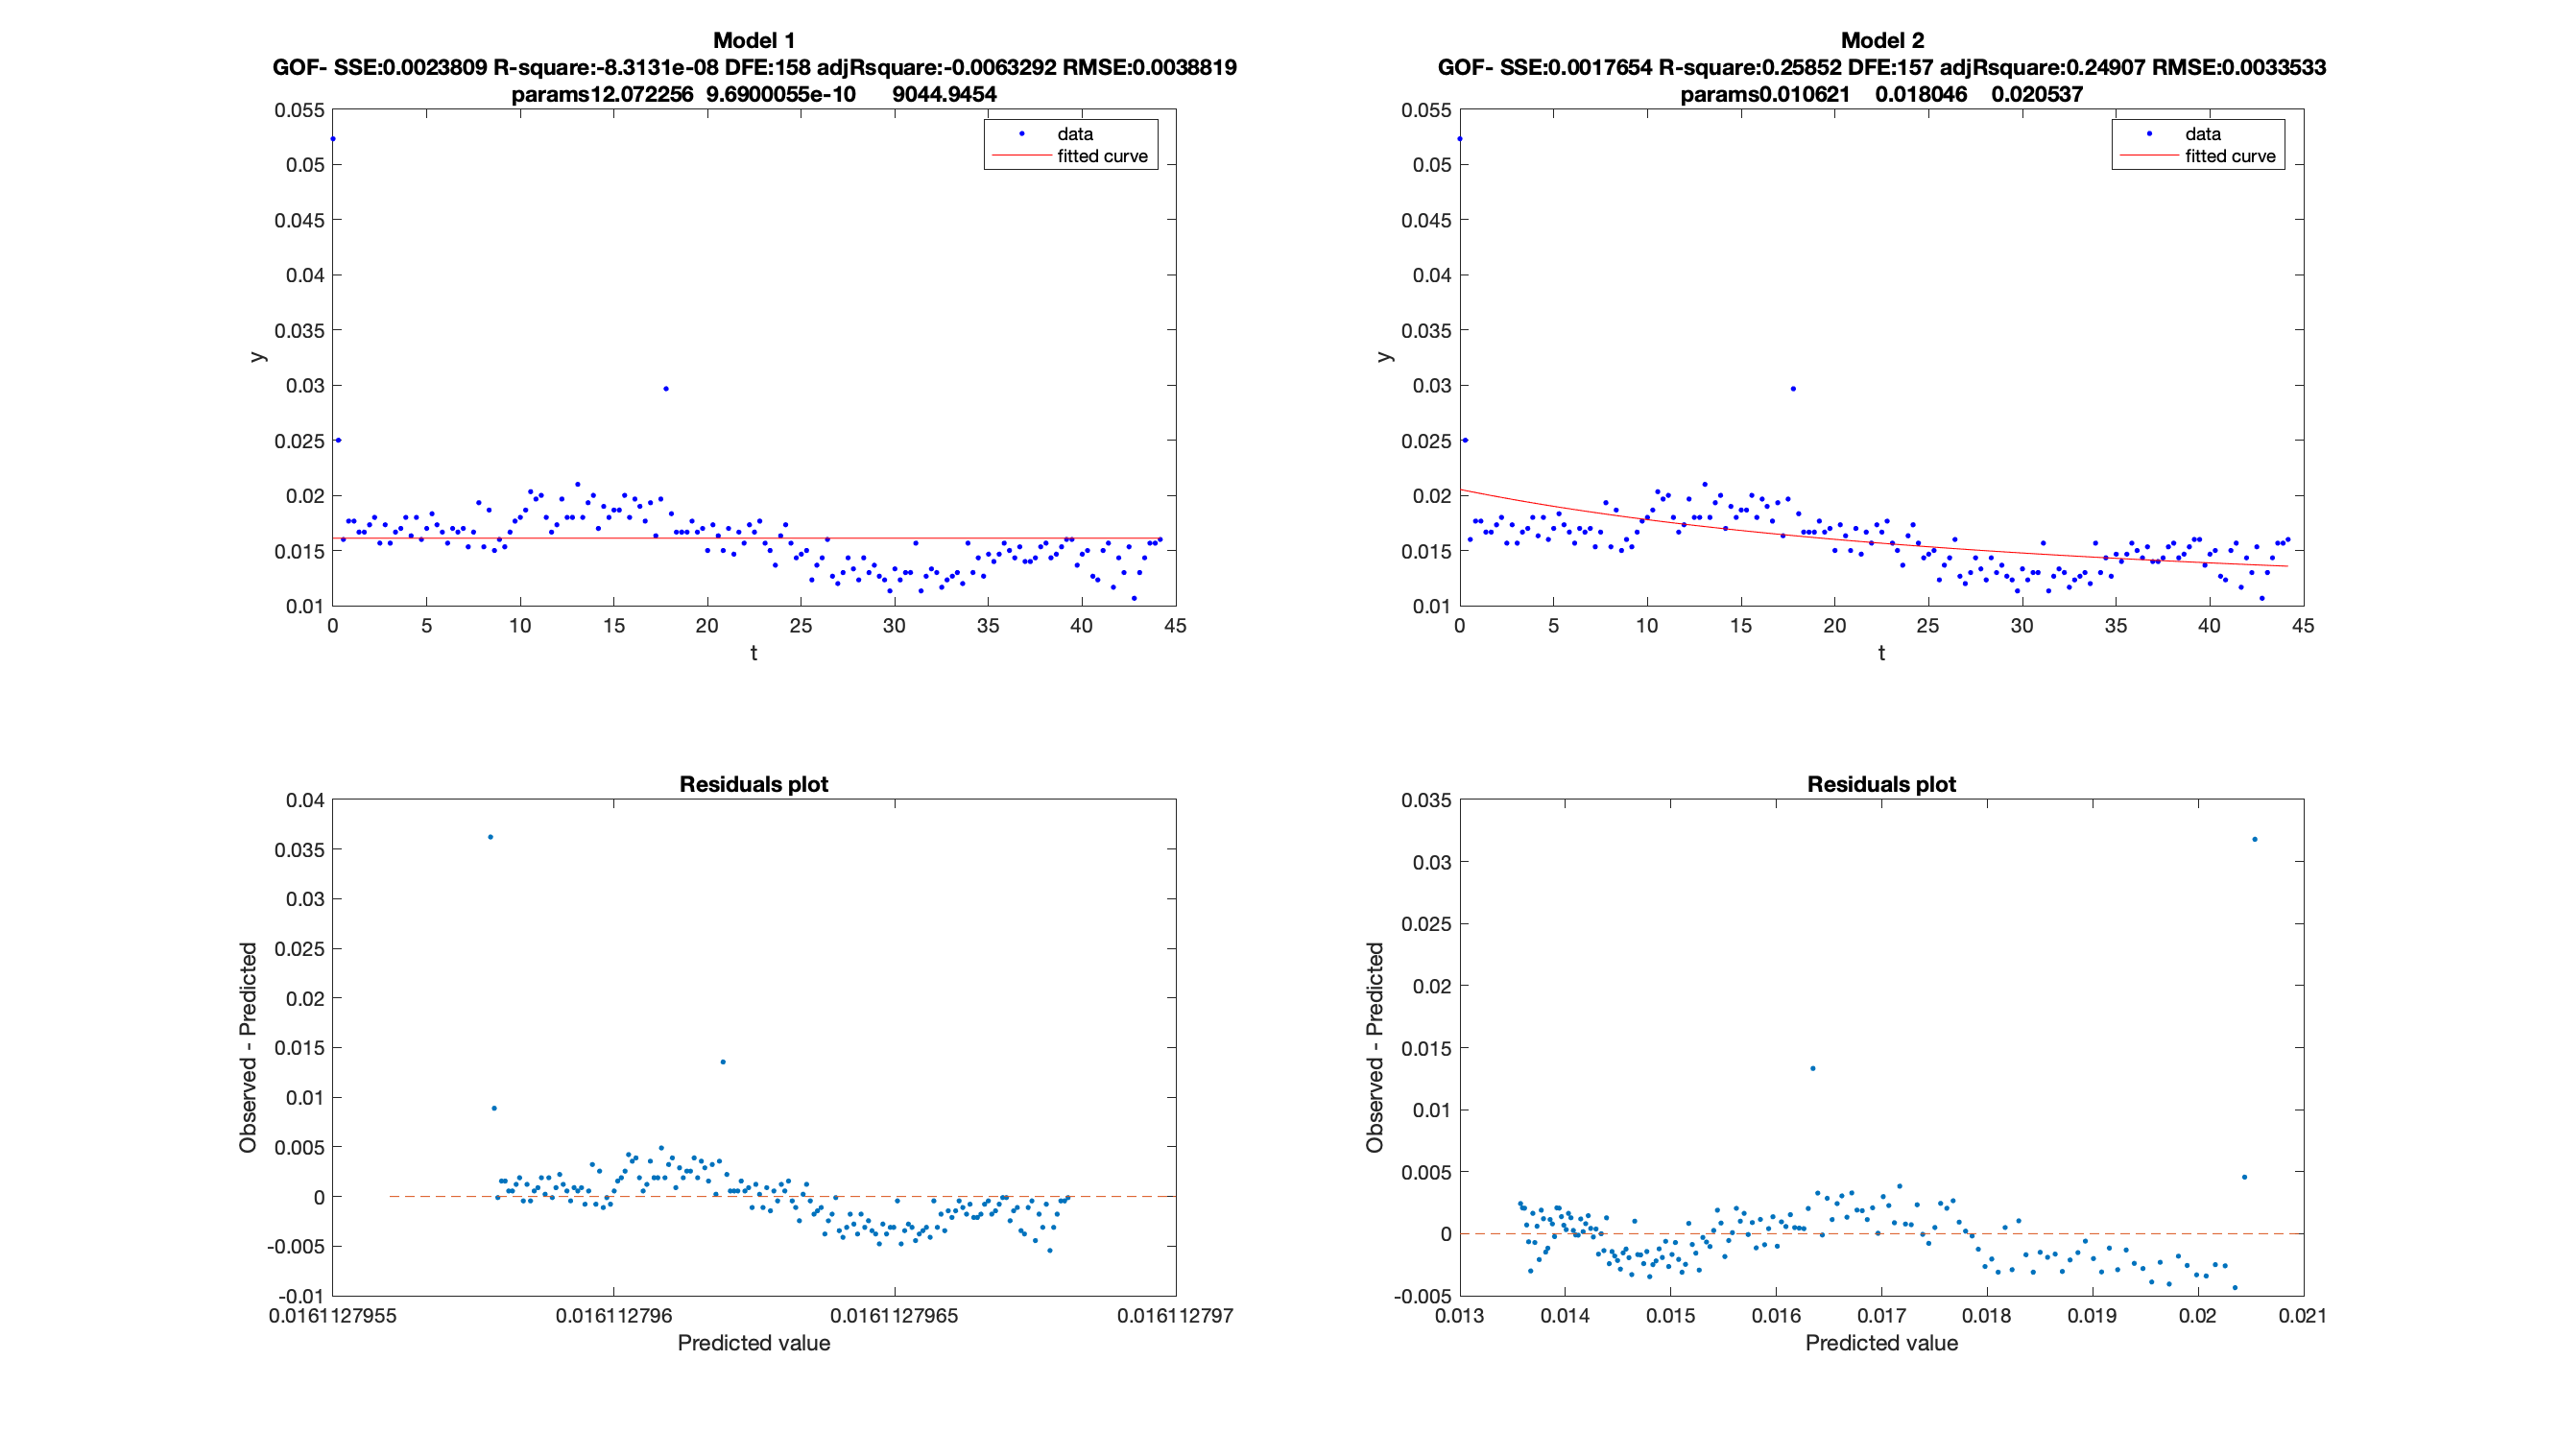 Model 1
GOF- SSE:0.0023809 R-square:-8.3131e-08 DFE:158 adjRsquare:-0.0063292 RMSE:0.0038819
params12.072256 9.6900055e-10 9044.9454
0.055
0.05
0.045
0.04
0.035
0.03
0.025
0.02
0.015
0.01
y
data
fitted curve
0 5 10 15 20 25 30 35 40 45
t
Model 2
GOF- SSE:0.0017654 R-square:0.25852 DFE:157 adjRsquare:0.24907 RMSE:0.0033533
params0.010621 0.018046 0.020537
0.055
0.05
0.045
0.04
0.035
0.03
0.025
0.02
0.015
0.01
y
data
fitted curve
0 5 10 15 20 25 30 35 40 45
t
Residuals plot
0.04
0.035
0.03
0.025
0.02
0.015
0.01
0.005
0
-0.005
-0.01
Observed - Predicted
0.0161127955 0.016112796 0.0161127965 0.016112797
Predicted value
Residuals plot
0.035
0.03
0.025
0.02
0.015
0.01
0.005
0
-0.005
Observed - Predicted
0.013 0.014 0.015 0.016 0.017 0.018 0.019 0.02 0.021
Predicted value